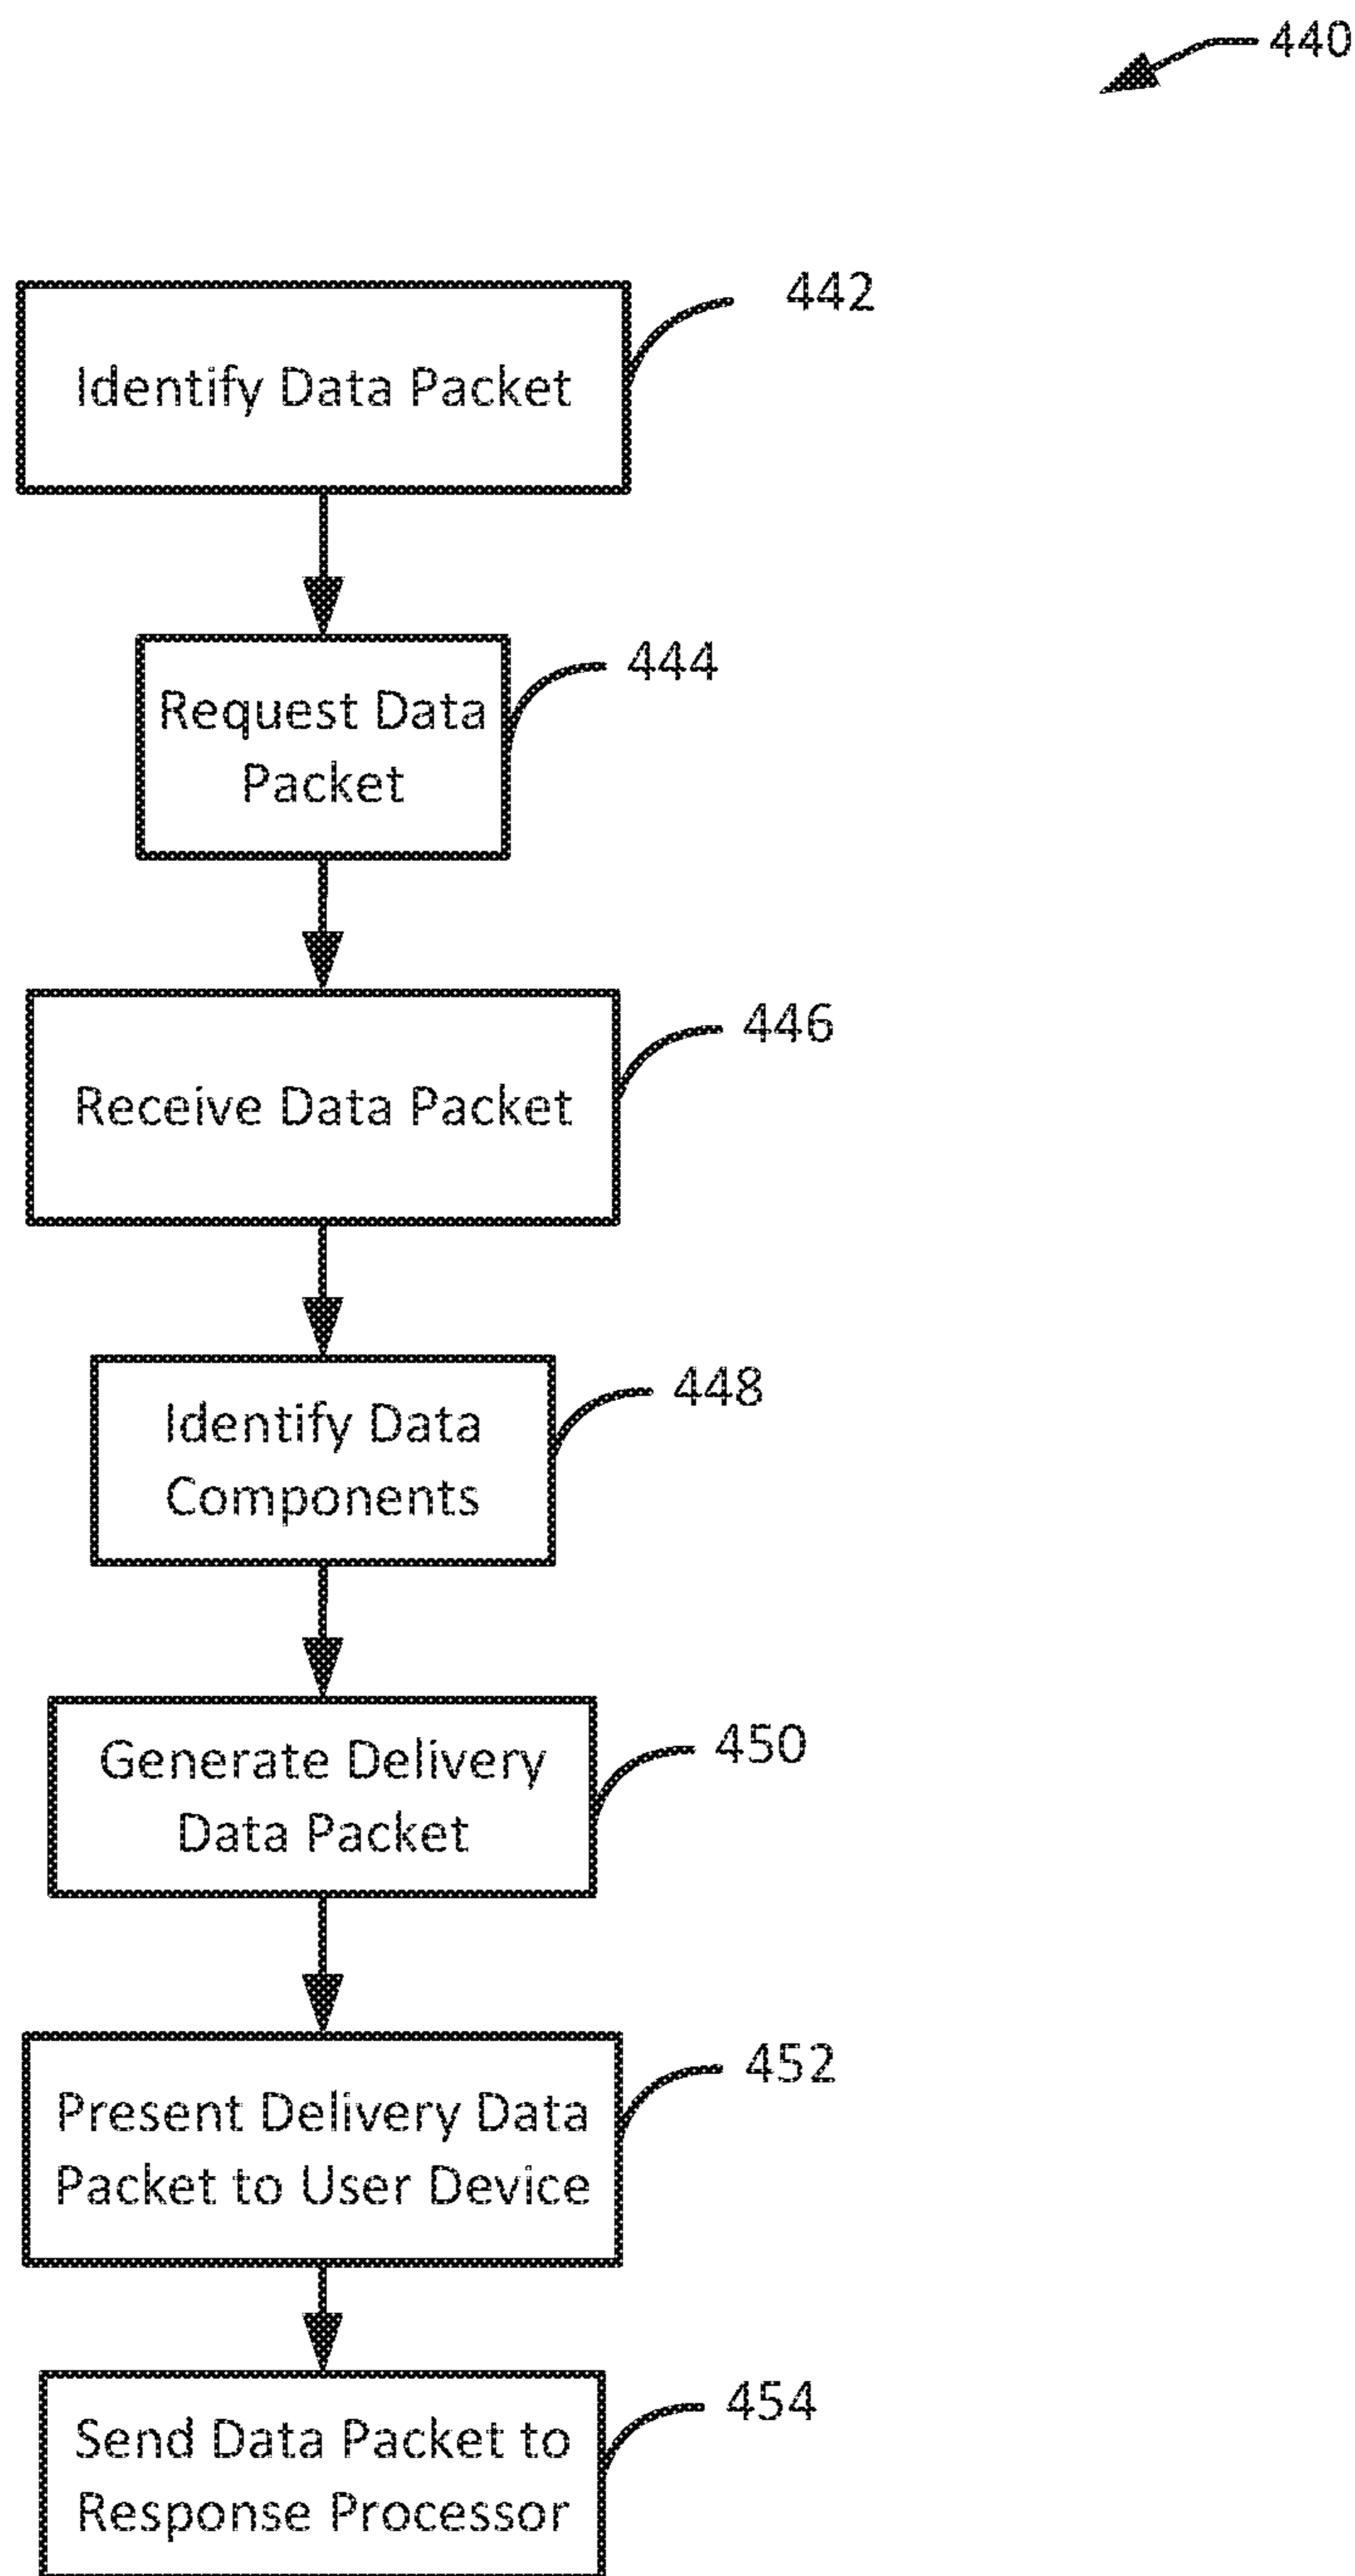 440
442
Identify Data Packet
444
Request Data
Packet
446
Receive Data Packet
448
Identify Data
Components
450
Generate Delivery
Data Packet
452
Present Delivery Data
Packet to User Device
454
Send Data Packet to
Response Processor